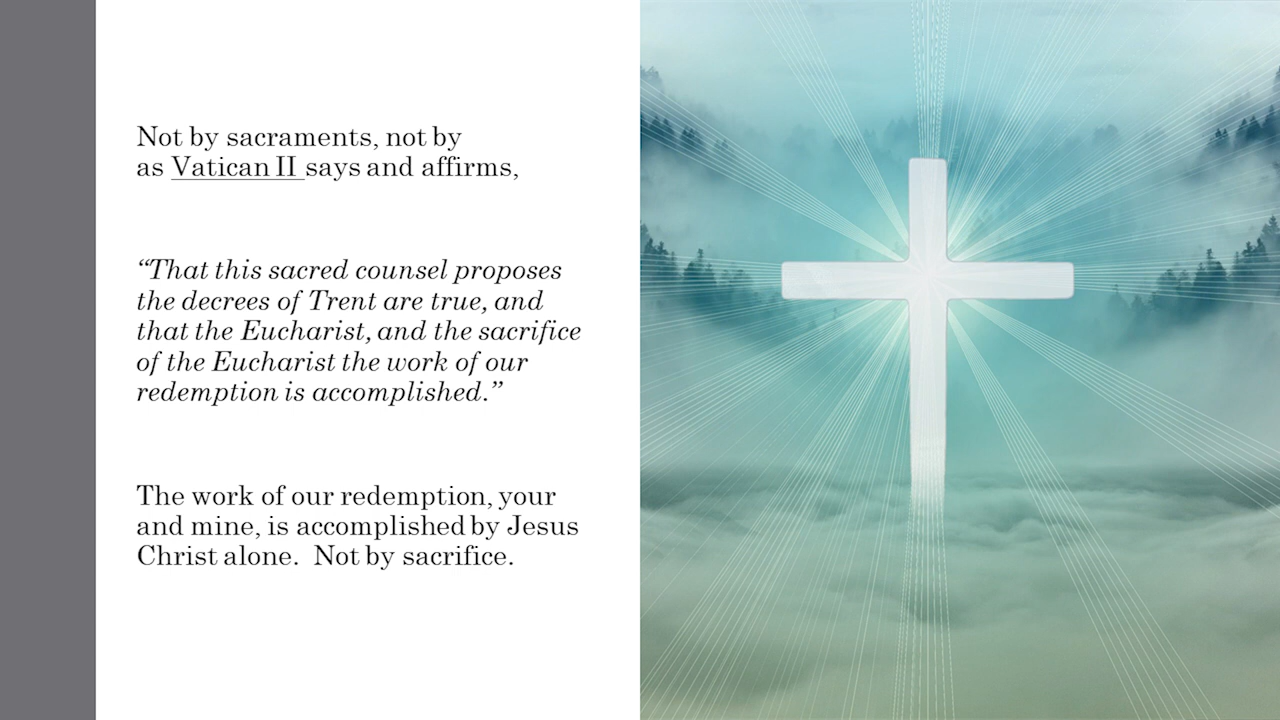 Not by sacraments, not by
as Vatican II says and affirms,
“That this sacred counsel proposes
the decrees of Trent are true, and
that the Eucharist, and the sacrifice
of the Eucharist the work of our
redemption is accomplished.”
The work of our redemption, your
and mine, is accomplished by Jesus
Christ alone.  Not by sacrifice.